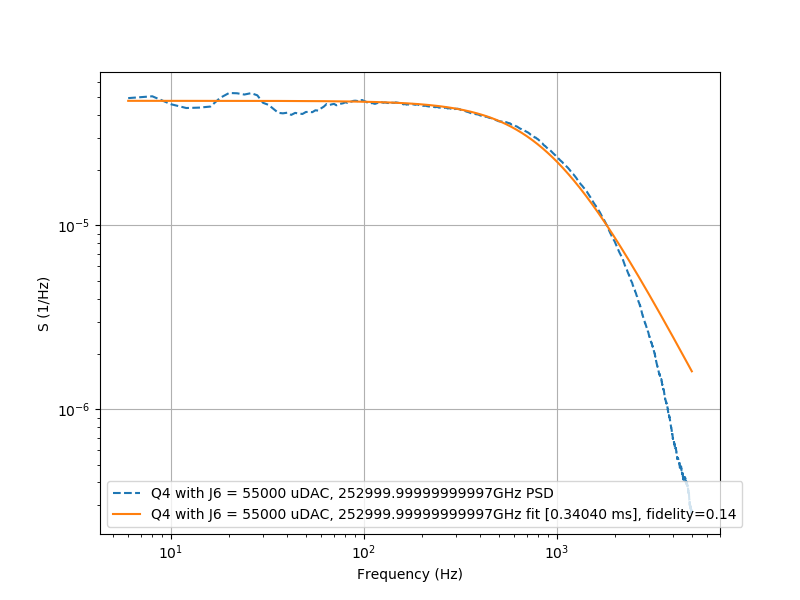 10⁻⁵
10⁻⁶
S (1/Hz)
Q4 with J6 = 55000 uDAC, 252999.99999999997GHz PSD
Q4 with J6 = 55000 uDAC, 252999.99999999997GHz fit [0.34040 ms], fidelity=0.14
10¹ 10² 10³
Frequency (Hz)